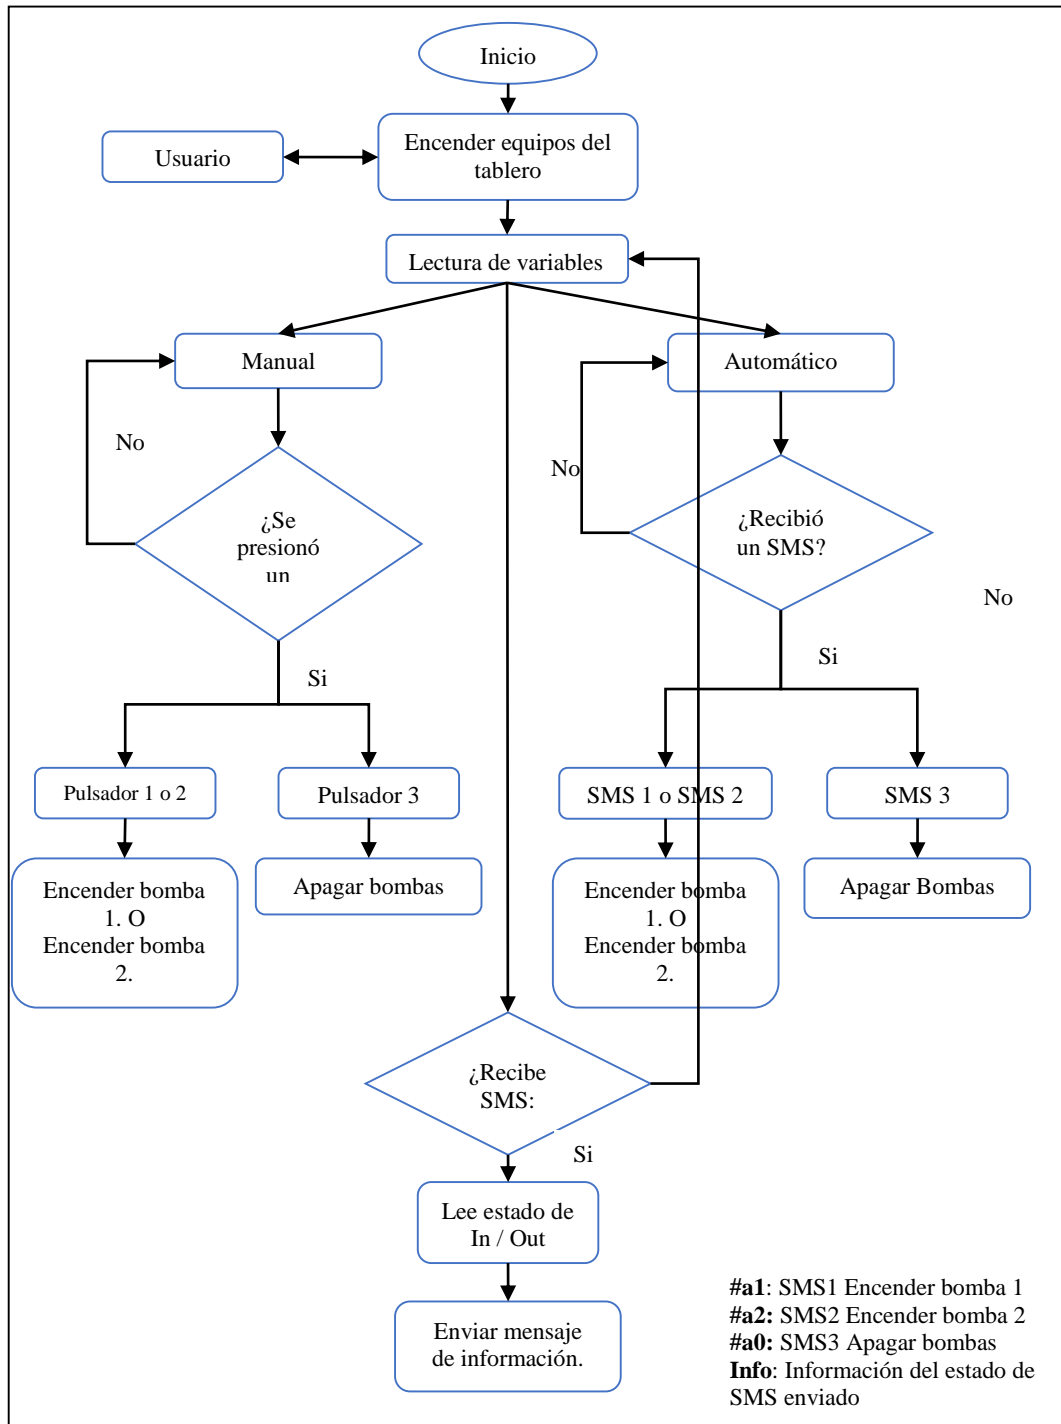 Inicio
Encender equipos del
tablero
Usuario
Lectura de variables
Manual
Automático
No
No
¿Se
presionó
un
¿Recibió
un SMS?
No
Si
Si
Pulsador 1 o 2
Pulsador 3
SMS 1 o SMS 2
SMS 3
Encender bomba
1. O
Encender bomba
2.
Apagar bombas
Encender bomba
1. O
Encender bomba
2.
Apagar Bombas
¿Recibe
SMS:
Si
Lee estado de
In / Out
Enviar mensaje
de información.
#a1: SMS1 Encender bomba 1
#a2: SMS2 Encender bomba 2
#a0: SMS3 Apagar bombas
Info: Información del estado de
SMS enviado